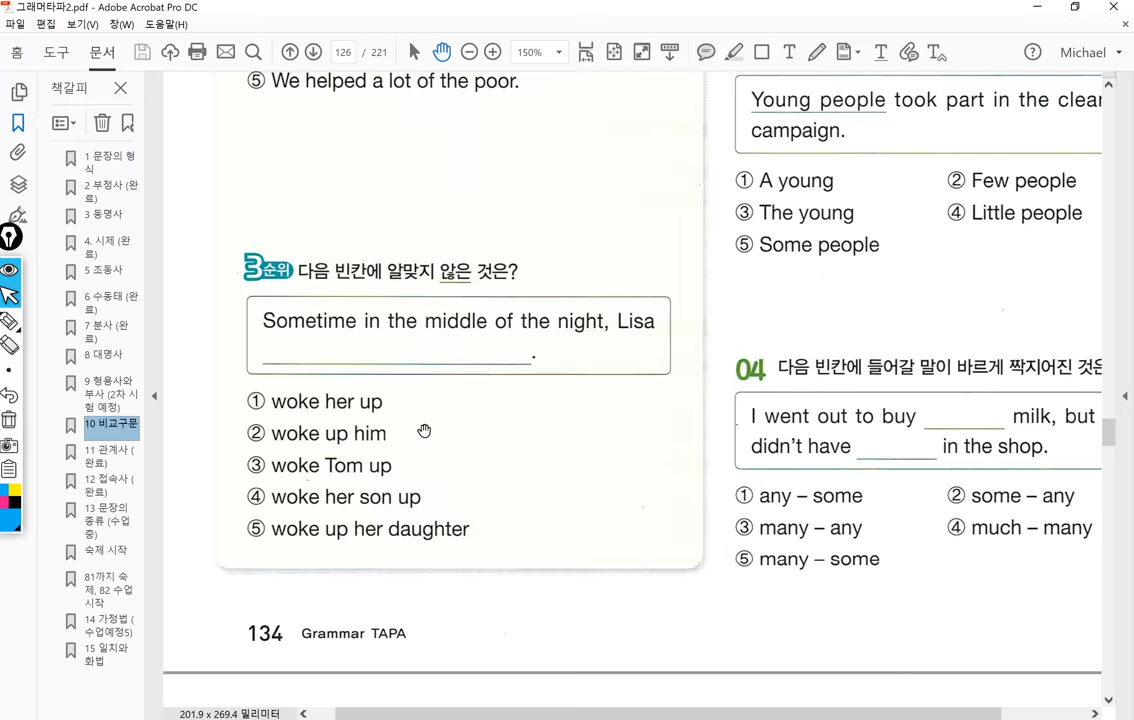 그래머타파2.pdf - Adobe Acrobat Pro DC
파일 편집 보기(V) 창(W) 도움말(H)
홈 도구 문서 126 / 221 150% Michael
책갈피
1 문장의 형식
2 부정사 (완료)
3 동명사
4. 시제 (완료)
5 조동사
6 수동태 (완료)
7 분사 (완료)
8 대명사
9 형용사와 부사 (2차 시험 예정)
10 비교구문
11 관계사 (완료)
12 접속사 (완료)
13 문장의 종류 (수업중)
숙제 시작
81까지 숙제, 82 수업 시작
14 가정법 (수업예정5)
15 일치와 화법
⑤ We helped a lot of the poor.
3순위 다음 빈칸에 알맞지 않은 것은?
Sometime in the middle of the night, Lisa
____________________.
① woke her up
② woke up him
③ woke Tom up
④ woke her son up
⑤ woke up her daughter
134 Grammar TAPA
Young people took part in the clean
campaign.
① A young ② Few people
③ The young ④ Little people
⑤ Some people
04 다음 빈칸에 들어갈 말이 바르게 짝지어진 것은
I went out to buy ______ milk, but
didn't have ______ in the shop.
① any – some ② some – any
③ many – any ④ much – many
⑤ many – some
201.9 x 269.4 밀리미터